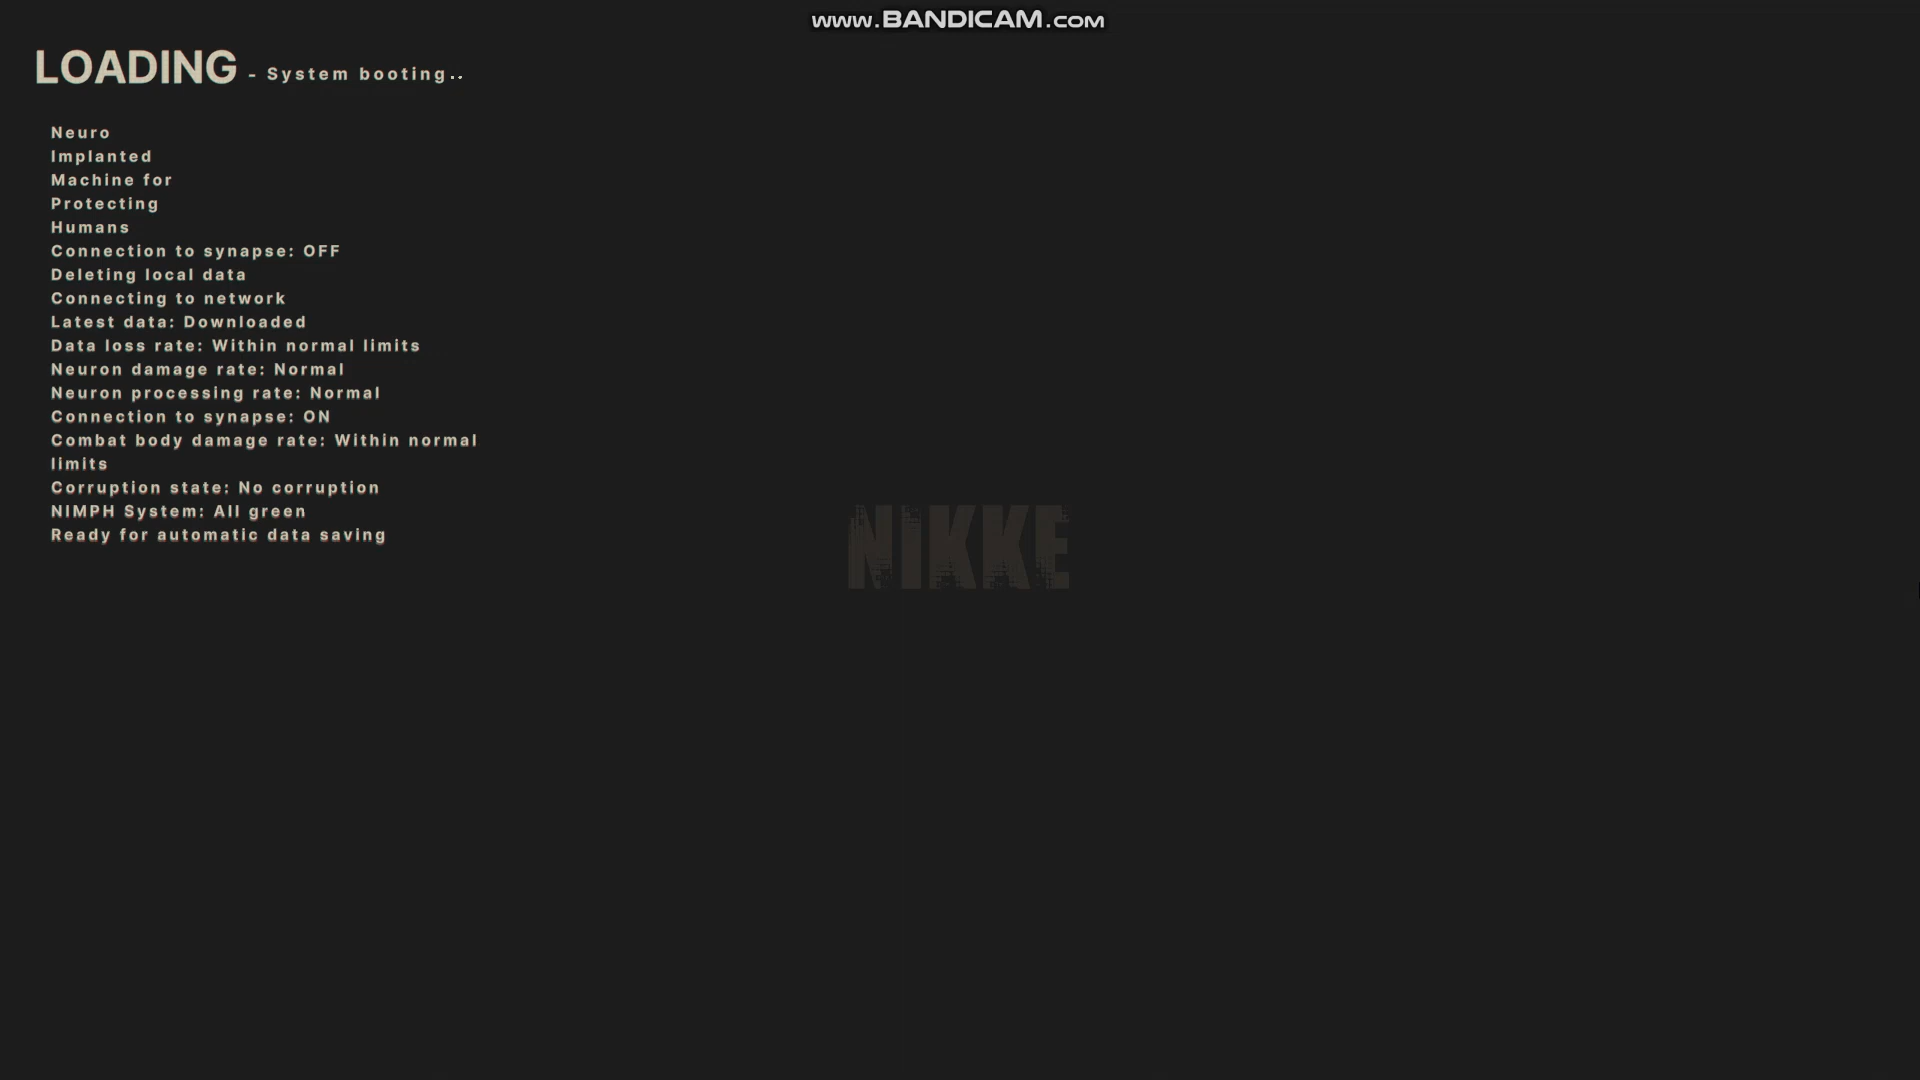 www.BANDICAM.com
LOADING - System booting..
Neuro
Implanted
Machine for
Protecting
Humans
Connection to synapse: OFF
Deleting local data
Connecting to network
Latest data: Downloaded
Data loss rate: Within normal limits
Neuron damage rate: Normal
Neuron processing rate: Normal
Connection to synapse: ON
Combat body damage rate: Within normal
limits
Corruption state: No corruption
NIMPH System: All green
Ready for automatic data saving
NIKKE